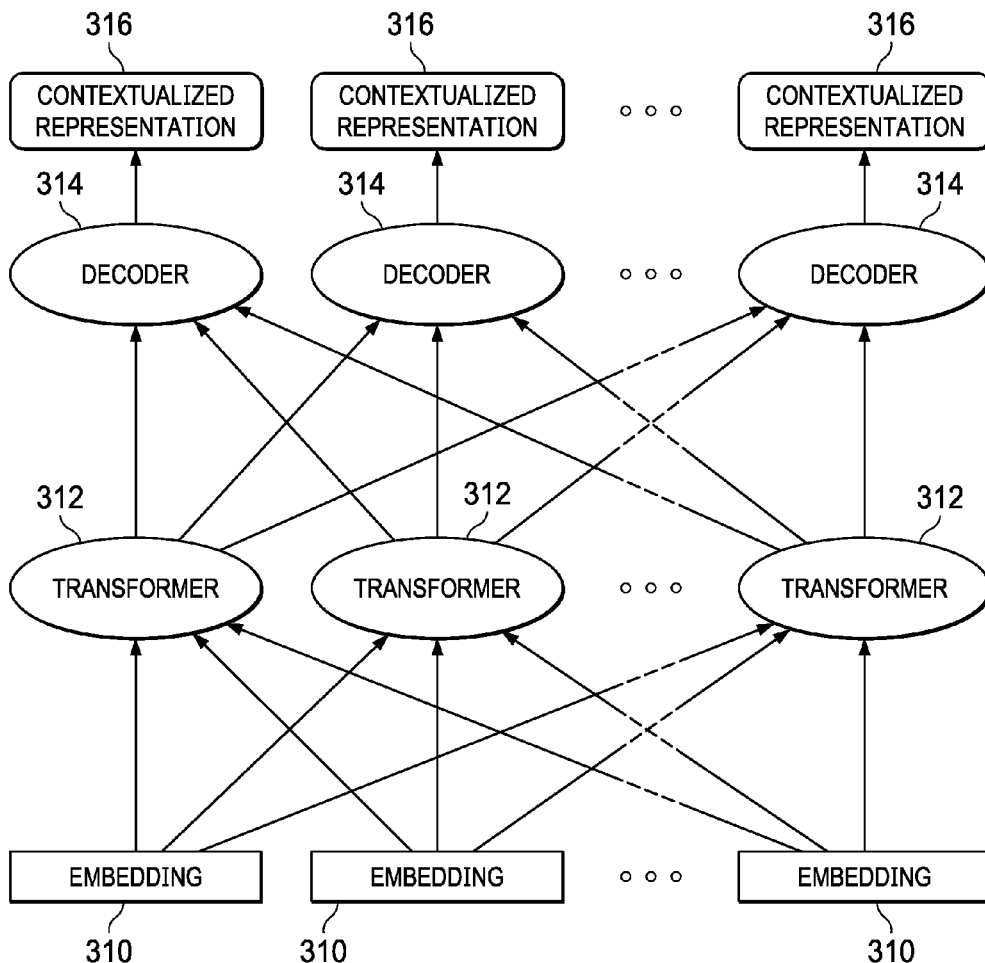 316 316 316
CONTEXTUALIZED CONTEXTUALIZED CONTEXTUALIZED
REPRESENTATION REPRESENTATION REPRESENTATION
314 314 314
DECODER DECODER DECODER
312 312 312
TRANSFORMER TRANSFORMER TRANSFORMER
EMBEDDING EMBEDDING EMBEDDING
310 310 310